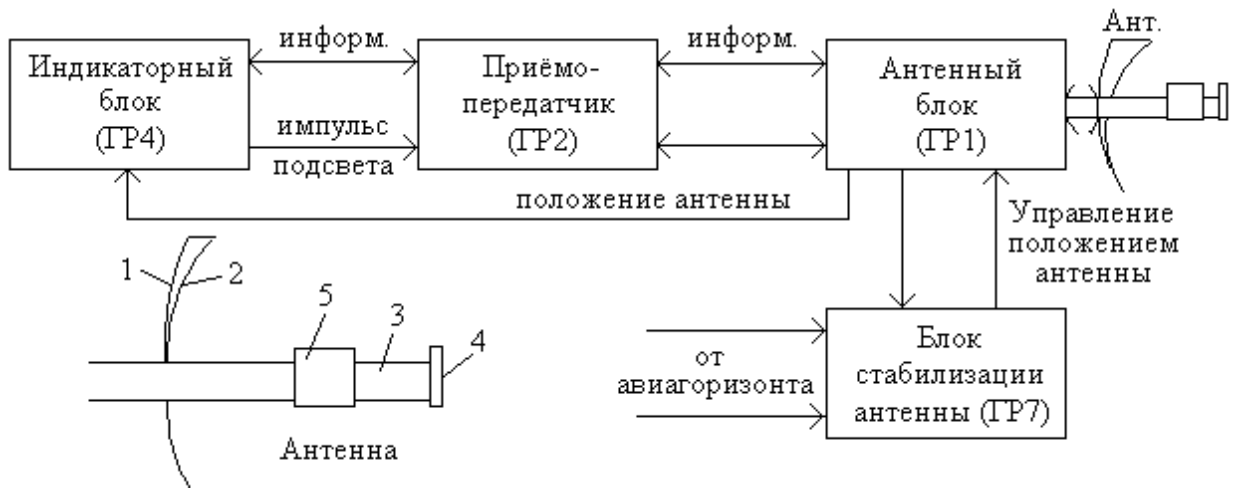 Индикаторный
блок
(ГР4)
информ.
импульс
подсвета
Приёмо-
передатчик
(ГР2)
информ.
Антенный
блок
(ГР1)
Ант.
положение антенны
Управление
положением
антенны
1
2
5
3
4
Антенна
от
авиагоризонта
Блок
стабилизации
антенны (ГР7)